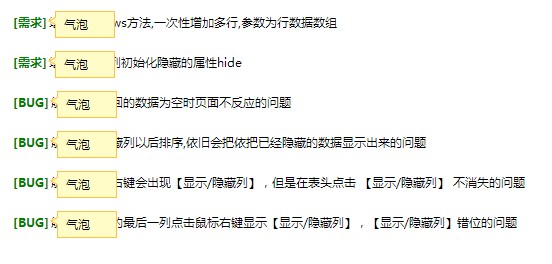 [需求] 气泡 ws方法,一次性增加多行,参数为行数据数组
[需求] 气泡 列初始化隐藏的属性hide
[BUG] 气泡 回的数据为空时页面不反应的问题
[BUG] 气泡 藏列以后排序,依旧会把依把已经隐藏的数据显示出来的问题
[BUG] 气泡 右键会出现【显示/隐藏列】，但是在表头点击 【显示/隐藏列】 不消失的问题
[BUG] 气泡 的最后一列点击鼠标右键显示【显示/隐藏列】，【显示/隐藏列】错位的问题